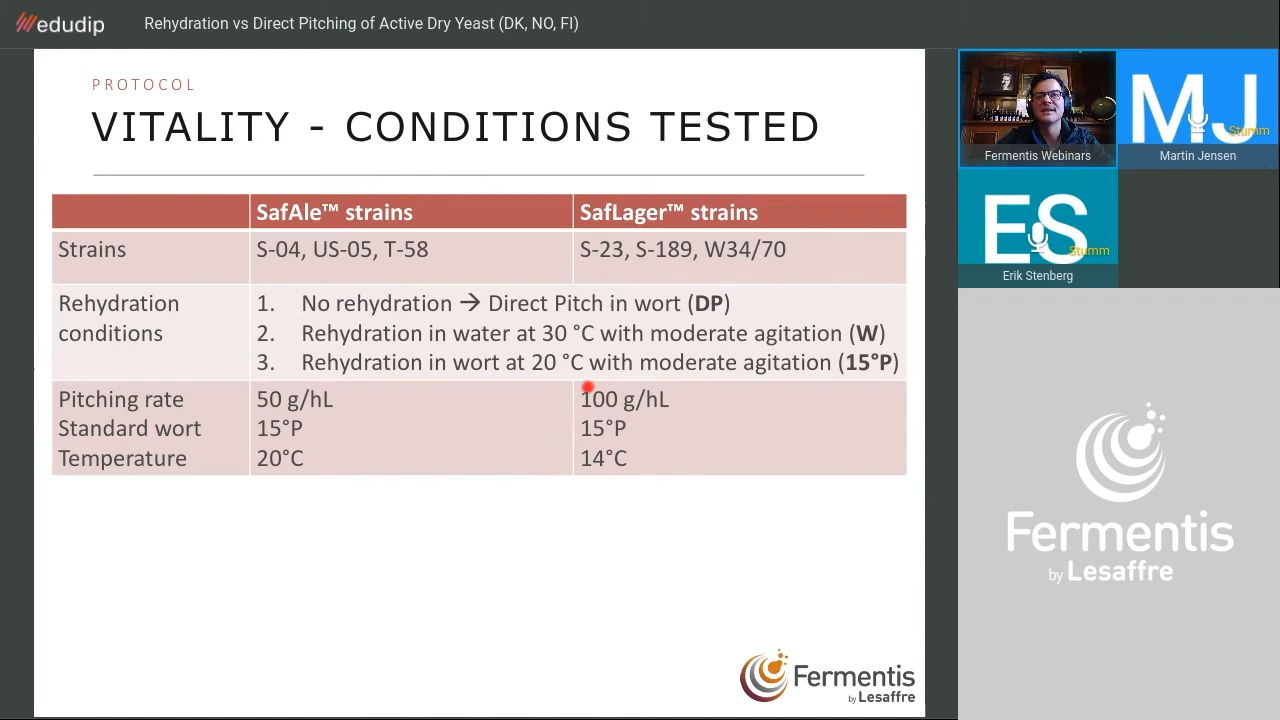 edudip
Rehydration vs Direct Pitching of Active Dry Yeast (DK, NO, FI)
PROTOCOL
VITALITY - CONDITIONS TESTED
SafAle™ strains
SafLager™ strains
Strains
S-04, US-05, T-58
S-23, S-189, W34/70
Rehydration
conditions
1. No rehydration → Direct Pitch in wort (DP)
2. Rehydration in water at 30 °C with moderate agitation (W)
3. Rehydration in wort at 20 °C with moderate agitation (15°P)
Pitching rate
50 g/hL
100 g/hL
Standard wort
15°P
15°P
Temperature
20°C
14°C
Fermentis
by Lesaffre
Fermentis Webinars
MJ
Stumm
Martin Jensen
ES
Stumm
Erik Stenberg
Fermentis
by Lesaffre